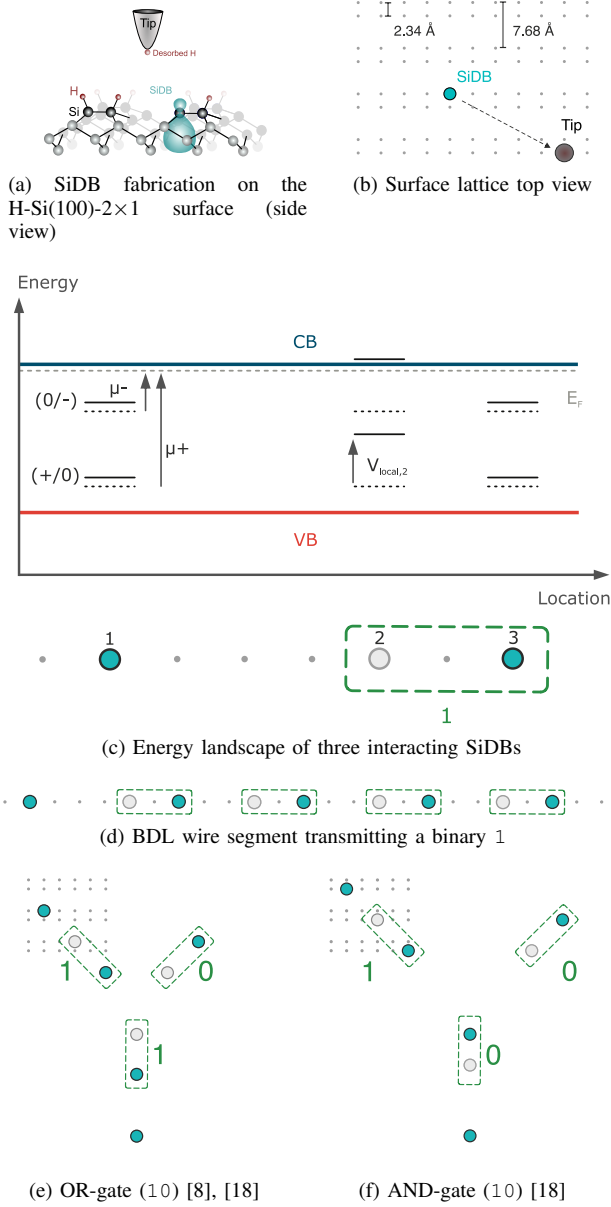 Tip
Desorbed H
H
SiDB
Si
(a) SiDB fabrication on the
H-Si(100)-2×1 surface (side
view)
2.34 Å
7.68 Å
SiDB
Tip
(b) Surface lattice top view
Energy
CB
(0/-)
μ-
E_F
μ+
(+/0)
V_local,2
VB
Location
1
2
3
1
(c) Energy landscape of three interacting SiDBs
(d) BDL wire segment transmitting a binary 1
1
0
1
(e) OR-gate (10) [8], [18]
1
0
0
(f) AND-gate (10) [18]